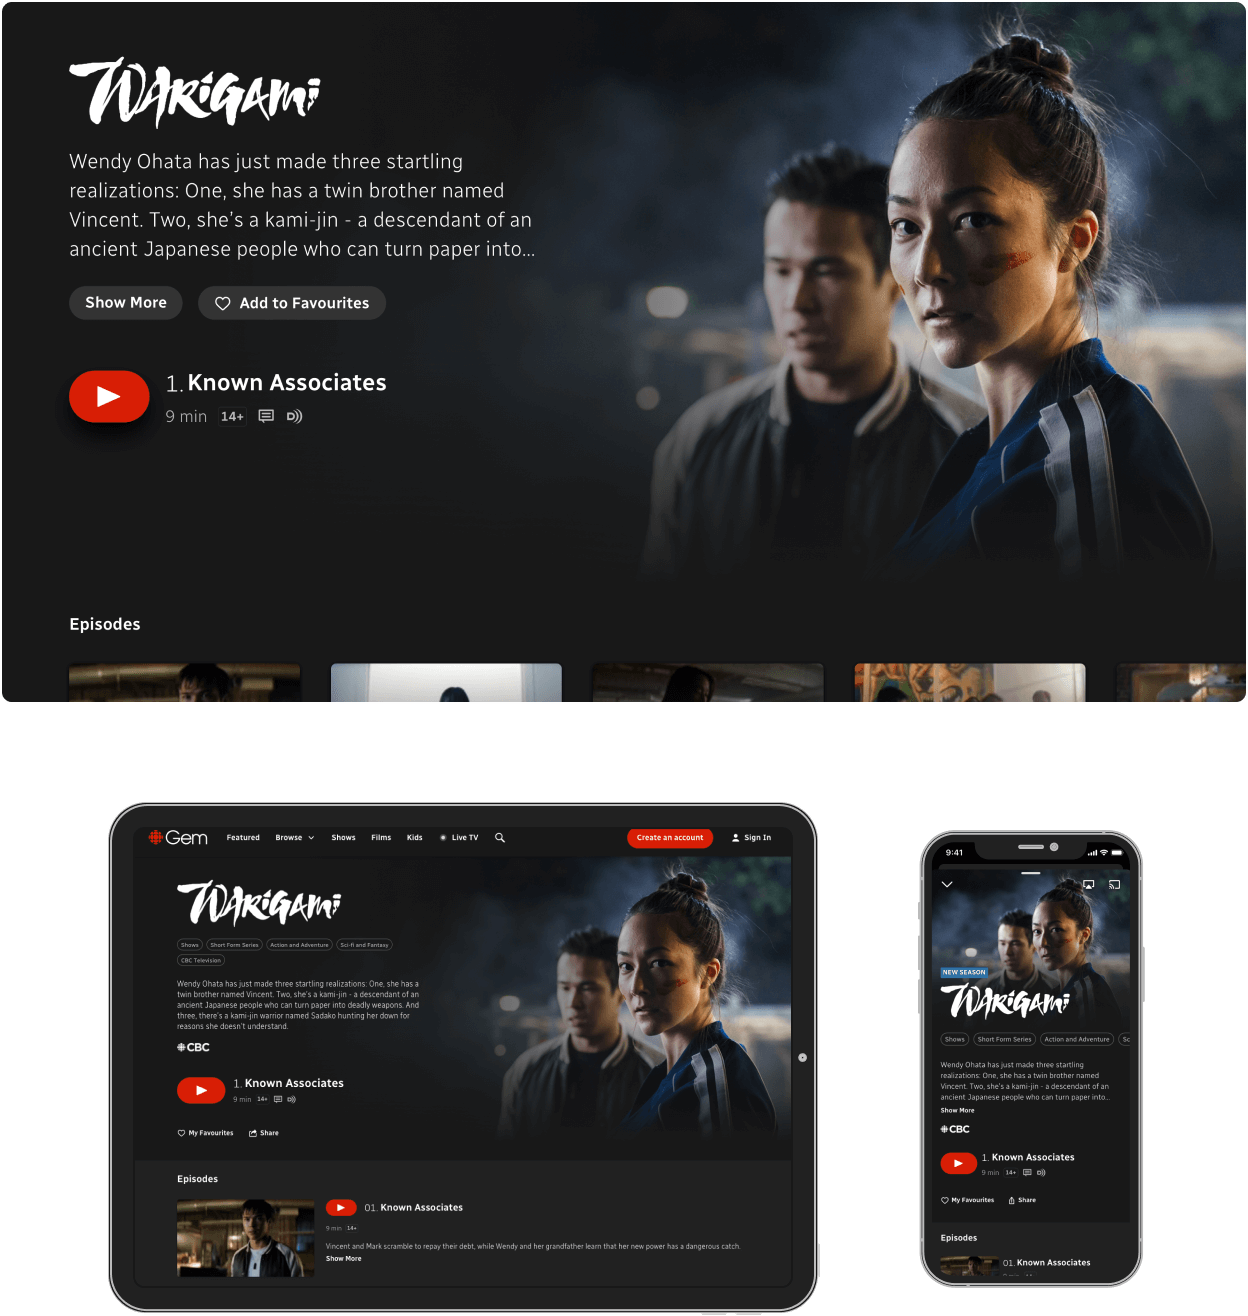 WARiGAMi
Wendy Ohata has just made three startling
realizations: One, she has a twin brother named
Vincent. Two, she's a kami-jin - a descendant of an
ancient Japanese people who can turn paper into...
Show More
Add to Favourites
1. Known Associates
9 min 14+ D
Episodes
Gem Featured Browse Shows Films Kids Live TV Create an account Sign In
WARiGAMi
Shows Short Form Series Action and Adventure Sci-fi and Fantasy
CBC Television
Wendy Ohata has just made three startling realizations: One, she has a
twin brother named Vincent. Two, she's a kami-jin - a descendant of an
ancient Japanese people who can turn paper into deadly weapons. And
three, there's a kami-jin warrior named Sadako hunting her down for
reasons she doesn't understand.
CBC
1. Known Associates
9 min 14+ D
My Favourites Share
Episodes
01. Known Associates
9 min 14+
Vincent and Mark scramble to repay their debt, while Wendy and her grandfather learn that her new power has a dangerous catch.
Show More
9:41
NEW SEASON
WARiGAMi
Shows Short Form Series Action and Adventure Sc
Wendy Ohata has just made three startling
realizations: One, she has a twin brother named
Vincent. Two, she's a kami-jin - a descendant of an
ancient Japanese people who can turn paper into...
Show More
CBC
1. Known Associates
9 min 14+ D
My Favourites Share
Episodes
01. Known Associates